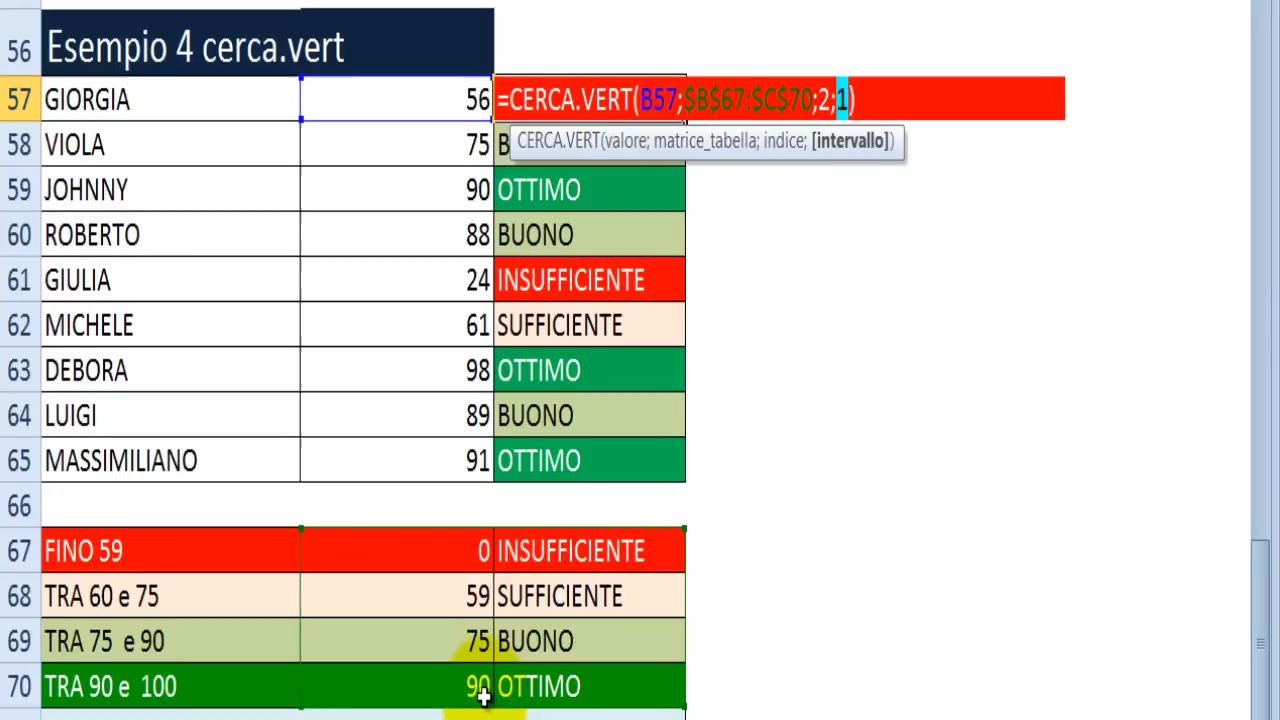 56 Esempio 4 cerca.vert
57 GIORGIA 56 =CERCA.VERT(B57;$B$67:$C$70;2;1)
CERCA.VERT(valore; matrice_tabella; indice; [intervallo])
58 VIOLA 75 B
59 JOHNNY 90 OTTIMO
60 ROBERTO 88 BUONO
61 GIULIA 24 INSUFFICIENTE
62 MICHELE 61 SUFFICIENTE
63 DEBORA 98 OTTIMO
64 LUIGI 89 BUONO
65 MASSIMILIANO 91 OTTIMO
66
67 FINO 59 0 INSUFFICIENTE
68 TRA 60 e 75 59 SUFFICIENTE
69 TRA 75 e 90 75 BUONO
70 TRA 90 e 100 90 OTTIMO